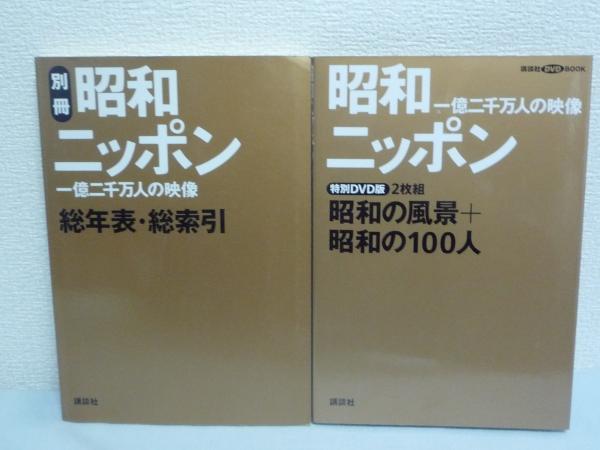 別冊
昭和
ニッポン
一億二千万人の映像
総年表・総索引
講談社
講談社 DVD BOOK
昭和
一億二千万人の映像
ニッポン
特別DVD版 2枚組
昭和の風景+
昭和の100人
講談社